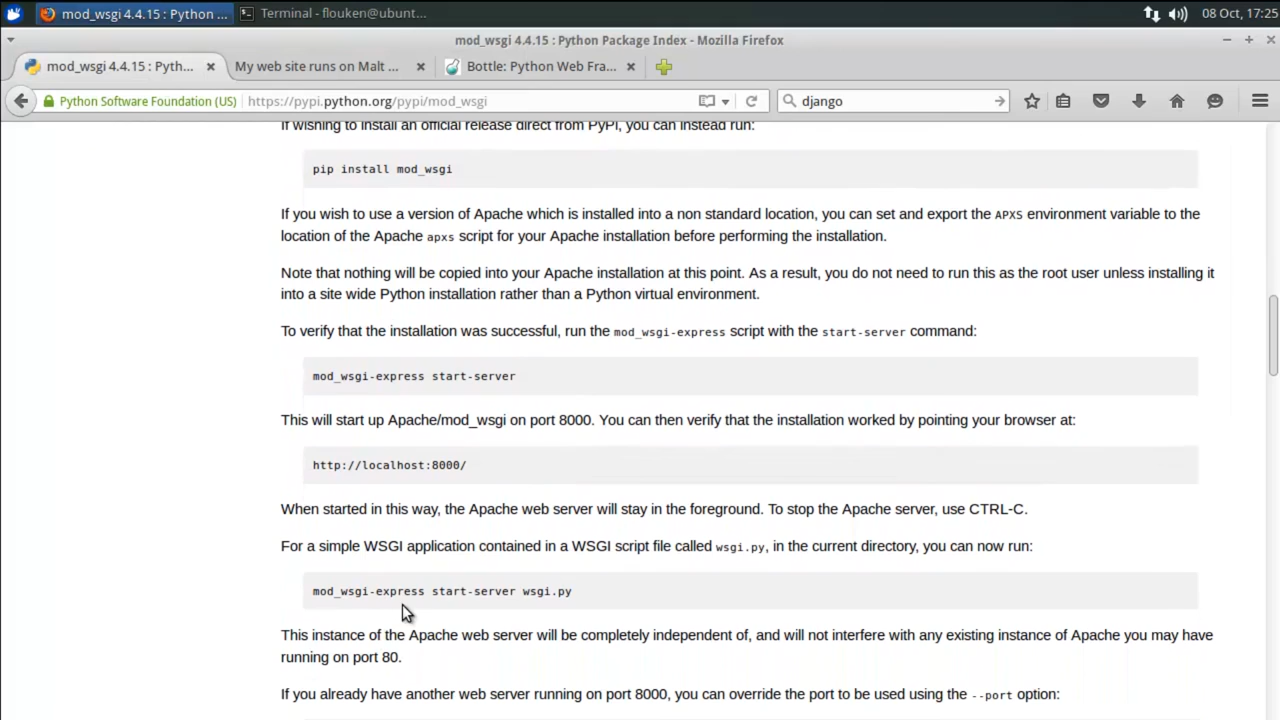 mod_wsgi 4.4.15 : Python ...
Terminal - flouken@ubunt...
08 Oct, 17:25
mod_wsgi 4.4.15 : Python Package Index - Mozilla Firefox
mod_wsgi 4.4.15 : Pyth...
My web site runs on Malt ...
Bottle: Python Web Fra...
Python Software Foundation (US)
https://pypi.python.org/pypi/mod_wsgi
django
If wishing to install an official release direct from PyPi, you can instead run:
pip install mod_wsgi
If you wish to use a version of Apache which is installed into a non standard location, you can set and export the APXS environment variable to the
location of the Apache apxs script for your Apache installation before performing the installation.
Note that nothing will be copied into your Apache installation at this point. As a result, you do not need to run this as the root user unless installing it
into a site wide Python installation rather than a Python virtual environment.
To verify that the installation was successful, run the mod_wsgi-express script with the start-server command:
mod_wsgi-express start-server
This will start up Apache/mod_wsgi on port 8000. You can then verify that the installation worked by pointing your browser at:
http://localhost:8000/
When started in this way, the Apache web server will stay in the foreground. To stop the Apache server, use CTRL-C.
For a simple WSGI application contained in a WSGI script file called wsgi.py, in the current directory, you can now run:
mod_wsgi-express start-server wsgi.py
This instance of the Apache web server will be completely independent of, and will not interfere with any existing instance of Apache you may have
running on port 80.
If you already have another web server running on port 8000, you can override the port to be used using the --port option: